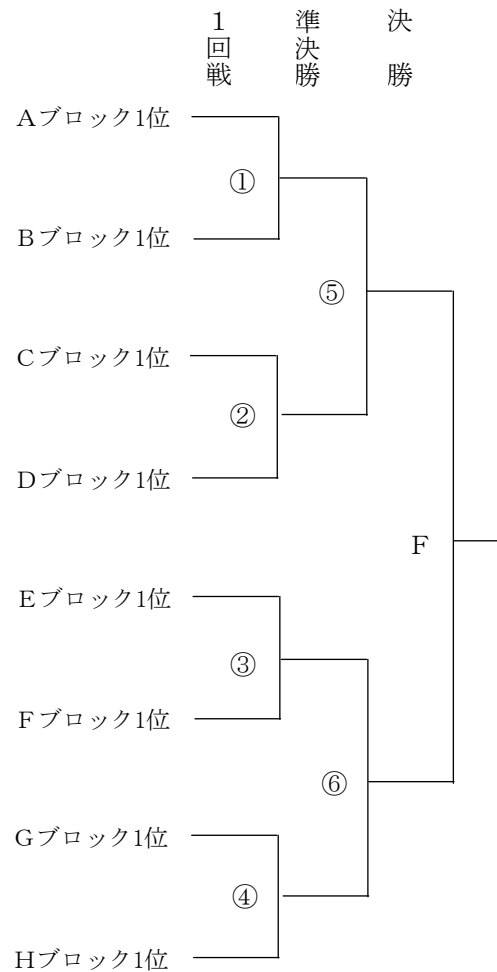 1回戦
準決勝
決勝
Aブロック1位
①
Bブロック1位
⑤
Cブロック1位
②
Dブロック1位
F
Eブロック1位
③
Fブロック1位
⑥
Gブロック1位
④
Hブロック1位